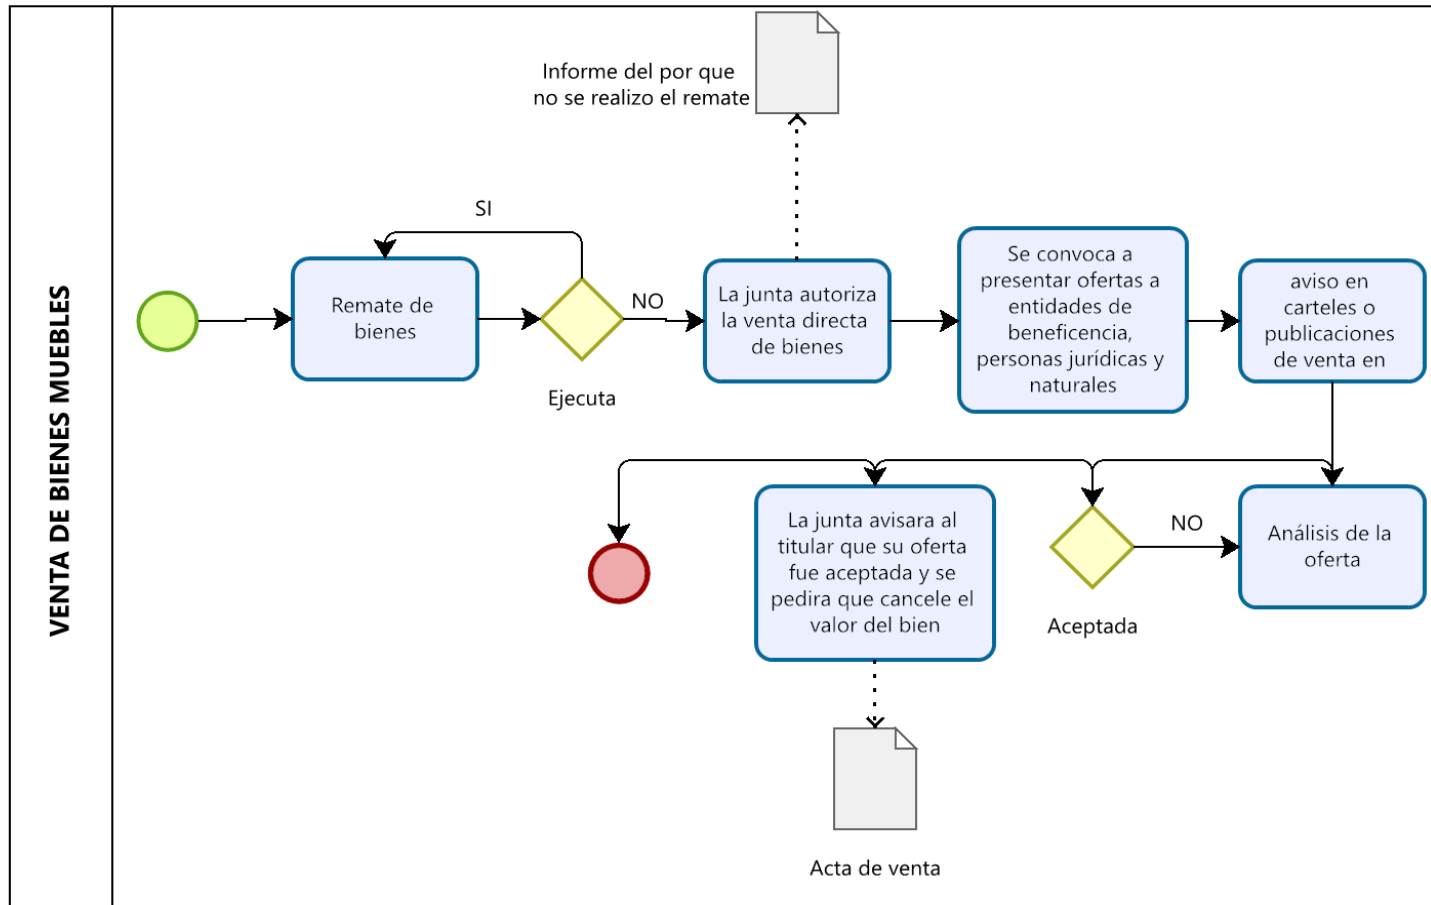 VENTA DE BIENES MUEBLES
Informe del por que
no se realizo el remate
SI
Remate de
bienes
Ejecuta
NO
La junta autoriza
la venta directa
de bienes
Se convoca a
presentar ofertas a
entidades de
beneficencia,
personas jurídicas y
naturales
aviso en
carteles o
publicaciones
de venta en
La junta avisara al
titular que su oferta
fue aceptada y se
pedira que cancele el
valor del bien
Aceptada
NO
Análisis de la
oferta
Acta de venta